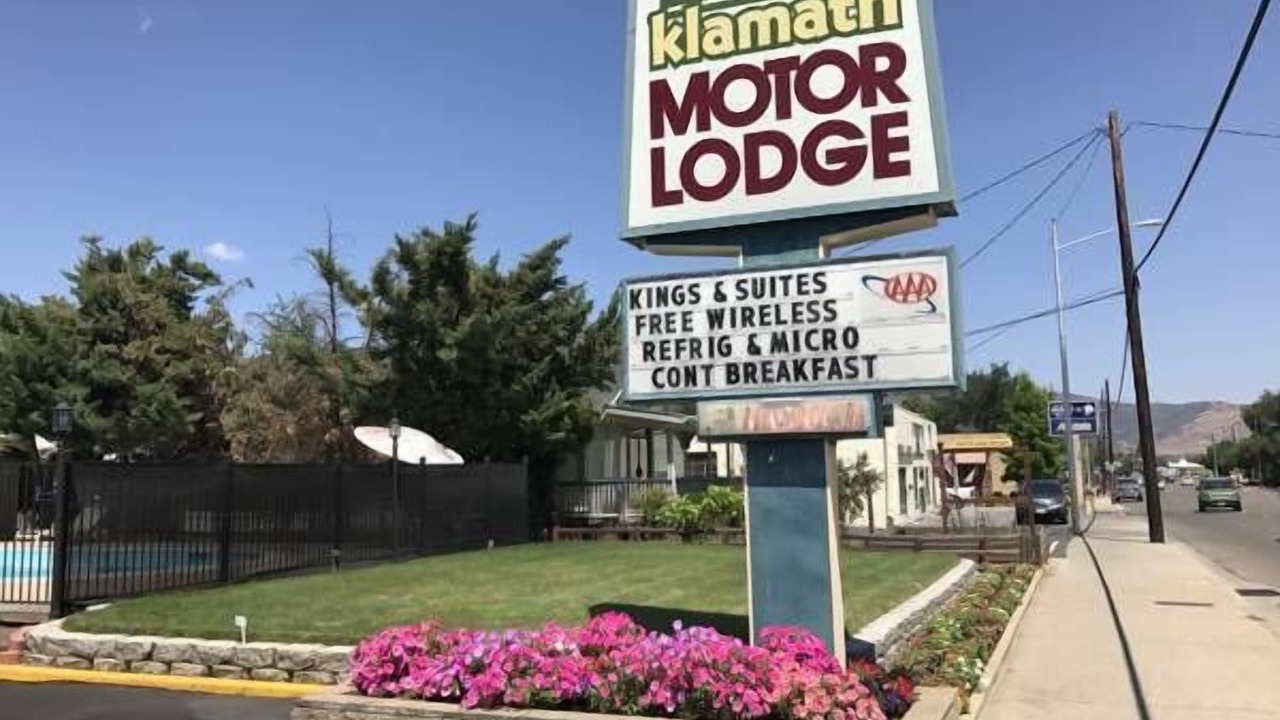 klamath
MOTOR
LODGE
KINGS & SUITES
AAA
FREE WIRELESS
REFRIG & MICRO
CONT BREAKFAST